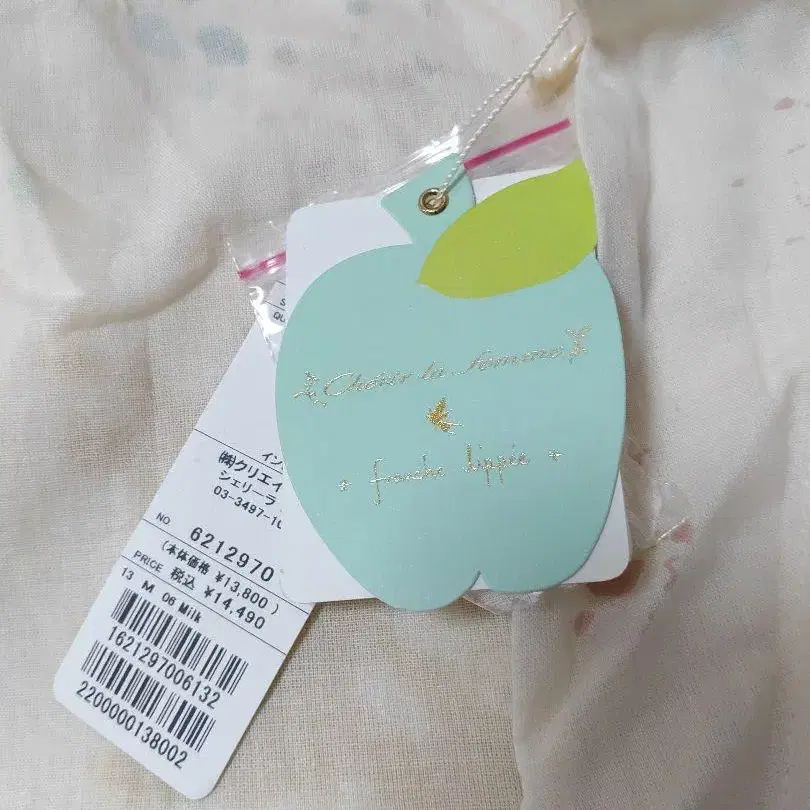 Chérir la femme
franche lippée
イン
㈱クリエイ
シェリーラ
03-3497-10
NO 6212970
(本体価格 ¥13,800 )
PRICE 税込 ¥14,490
13 M 06 Milk
1621297006132
2200000138002